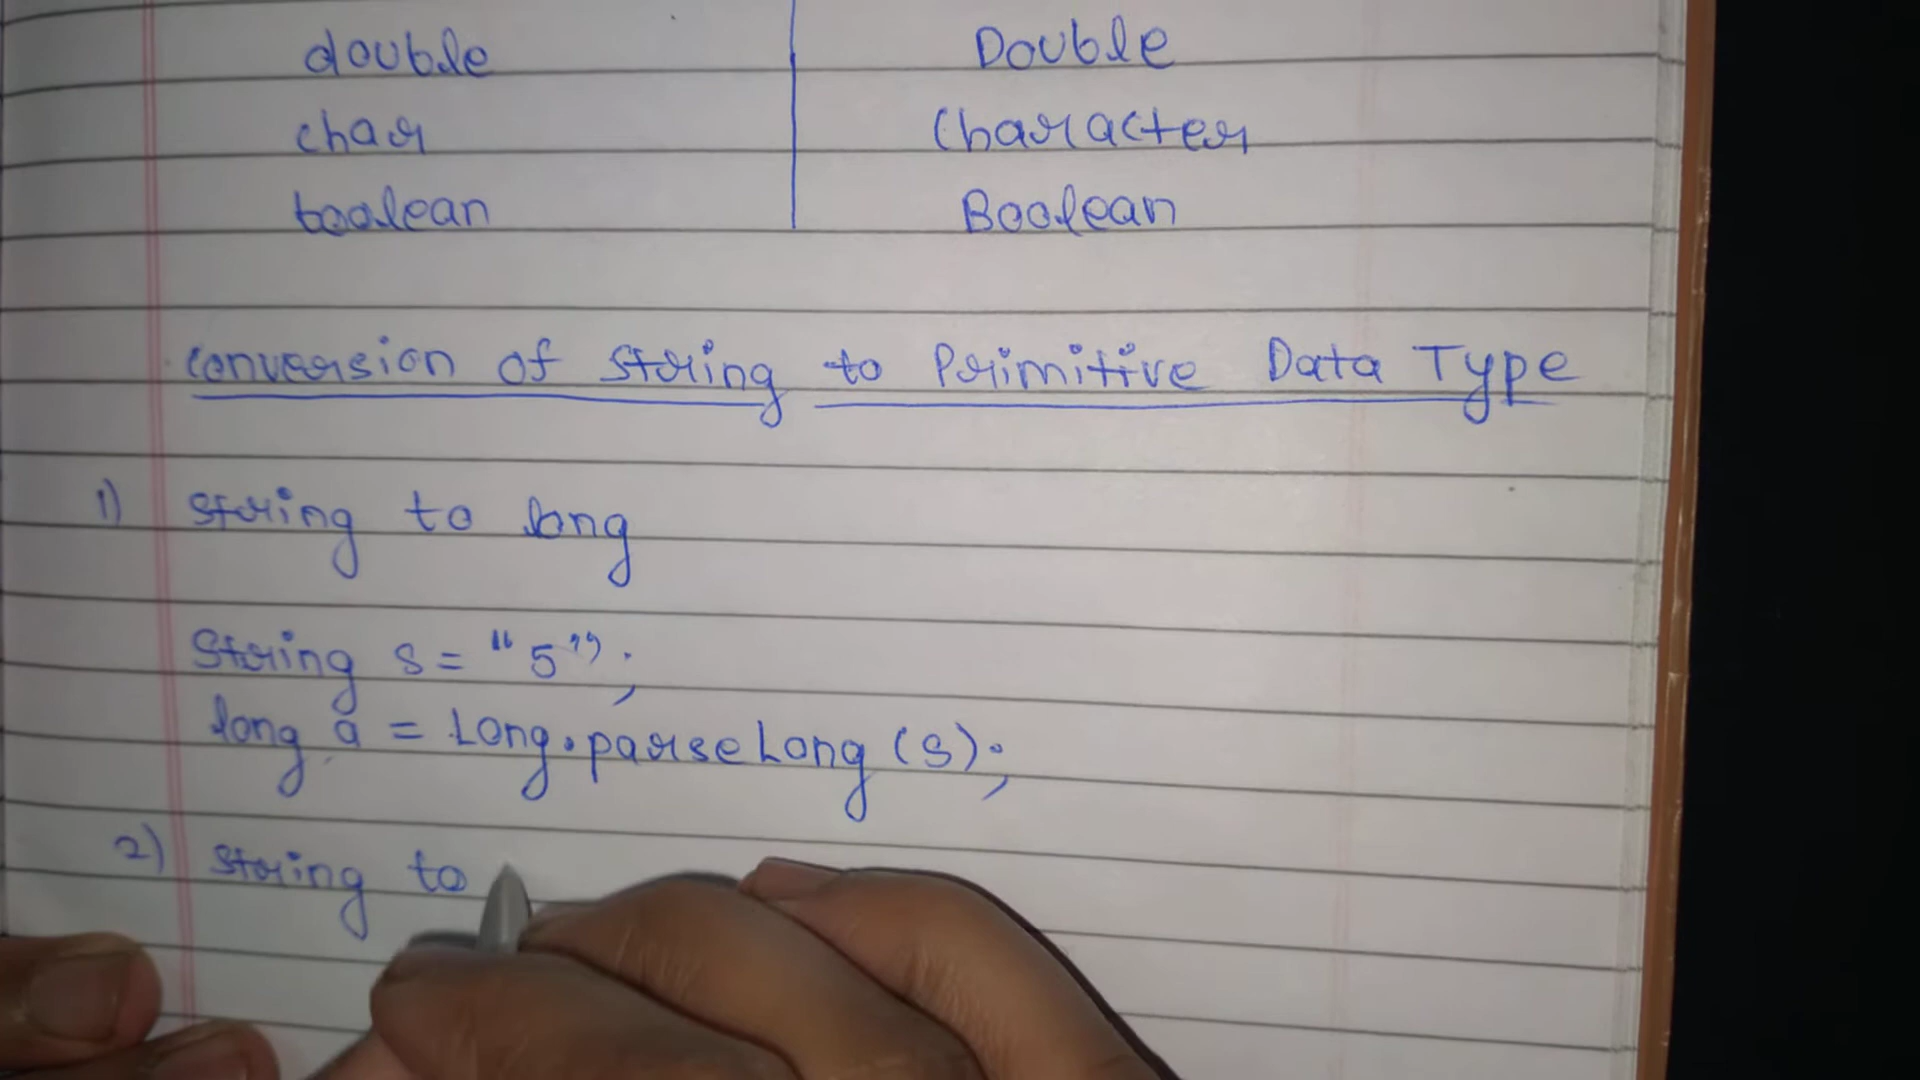 double Double
char Character
boolean Boolean
Conversion of String to Primitive Data Type
1) String to long
String s = "5";
long a = Long.parseLong (s);
2) String to